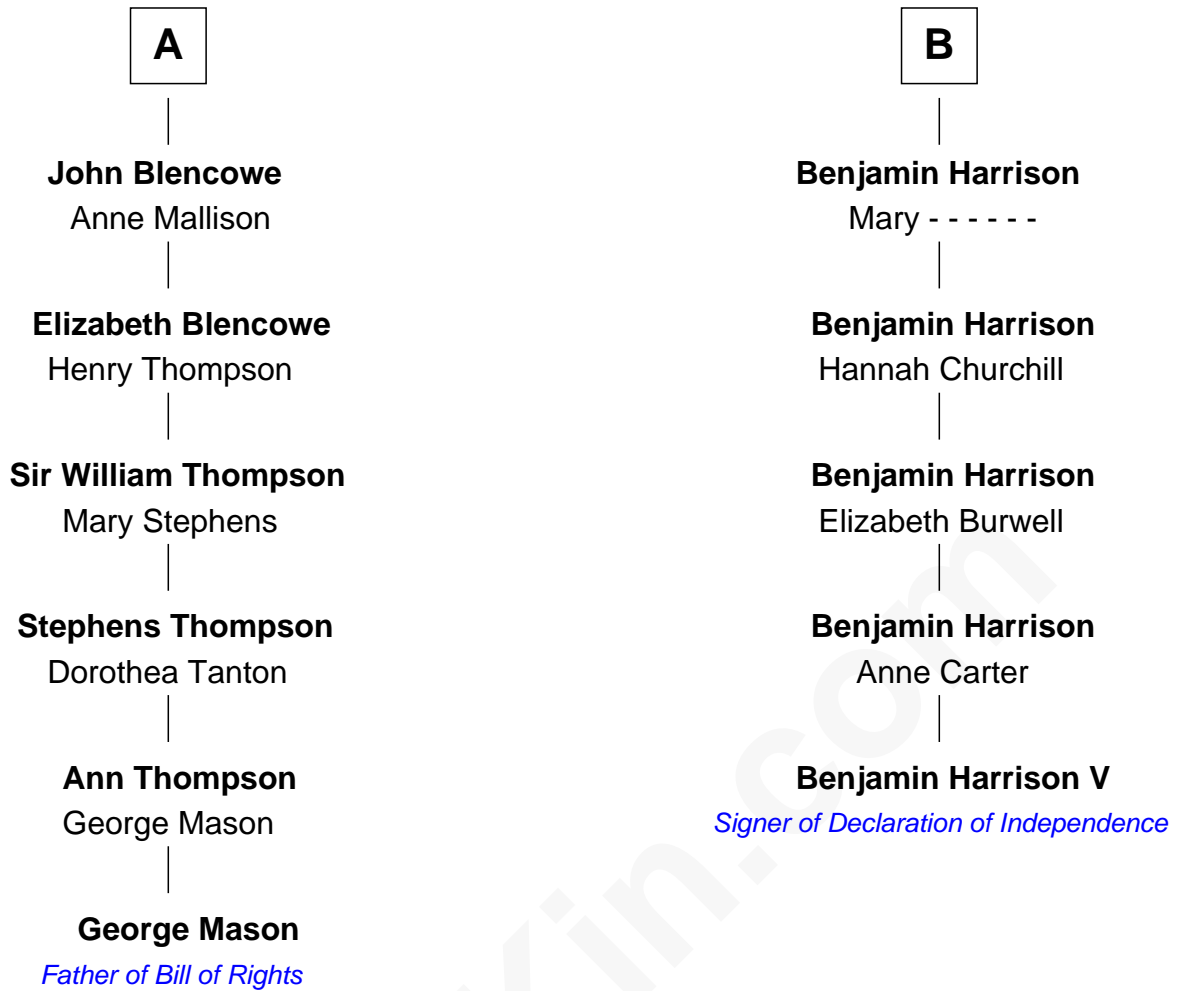 A
John Blencowe
Anne Mallison
Elizabeth Blencowe
Henry Thompson
Sir William Thompson
Mary Stephens
Stephens Thompson
Dorothea Tanton
Ann Thompson
George Mason
George Mason
Father of Bill of Rights
B
Benjamin Harrison
Mary - - - - - -
Benjamin Harrison
Hannah Churchill
Benjamin Harrison
Elizabeth Burwell
Benjamin Harrison
Anne Carter
Benjamin Harrison V
Signer of Declaration of Independence
Kin.com